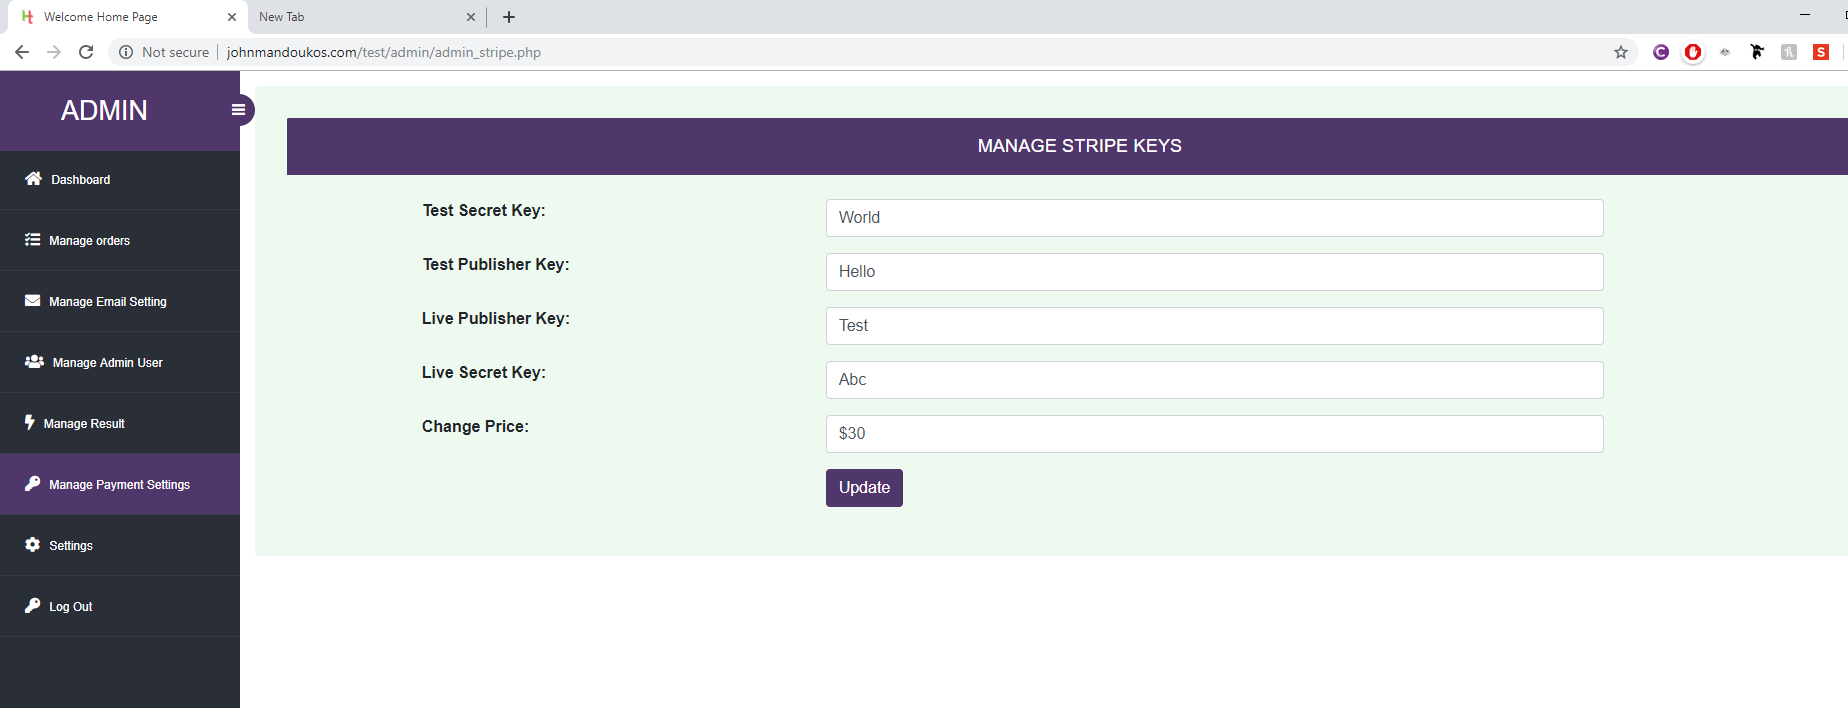 Welcome Home Page
New Tab
Not secure
johnmandoukos.com/test/admin/admin_stripe.php
ADMIN
Dashboard
Manage orders
Manage Email Setting
Manage Admin User
Manage Result
Manage Payment Settings
Settings
Log Out
MANAGE STRIPE KEYS
Test Secret Key: World
Test Publisher Key: Hello
Live Publisher Key: Test
Live Secret Key: Abc
Change Price: $30
Update